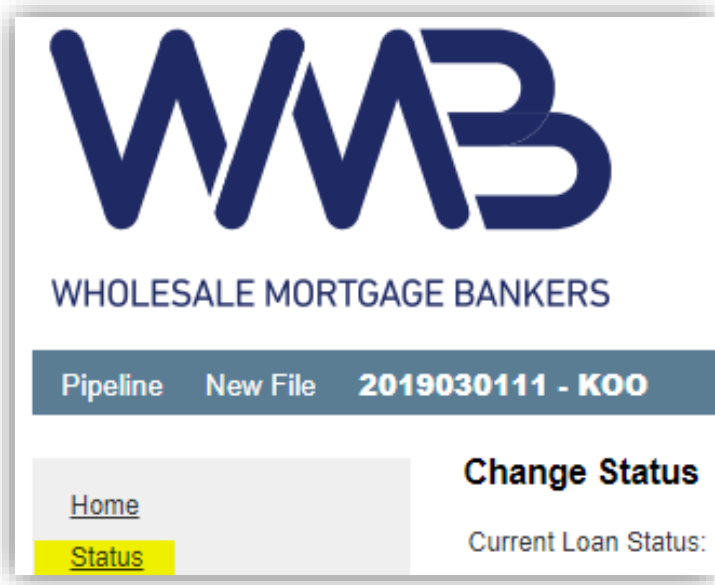 WMB
WHOLESALE MORTGAGE BANKERS
Pipeline New File 2019030111 - KOO
Home
Status
Change Status
Current Loan Status: